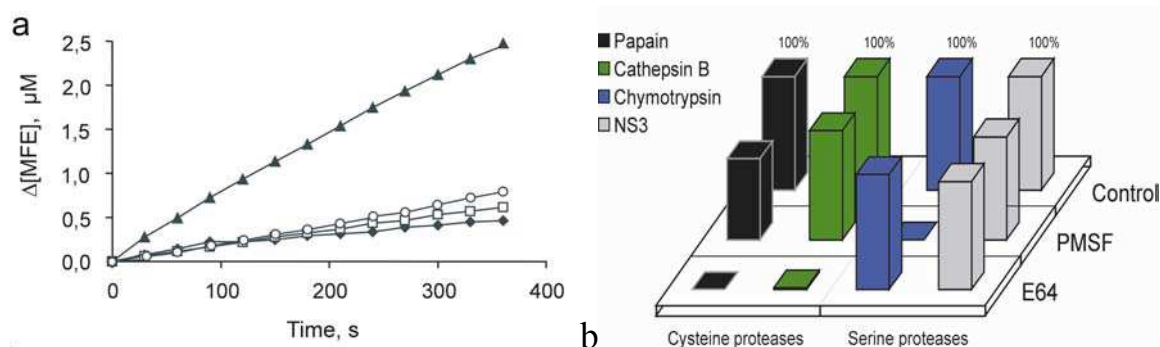 a
Δ[MFE], µM
2,5
2,0
1,5
1,0
0,5
0,0
0 100 200 300 400
Time, s
b
Papain
Cathepsin B
Chymotrypsin
NS3
100% 100% 100% 100%
Control
PMSF
E64
Cysteine proteases Serine proteases